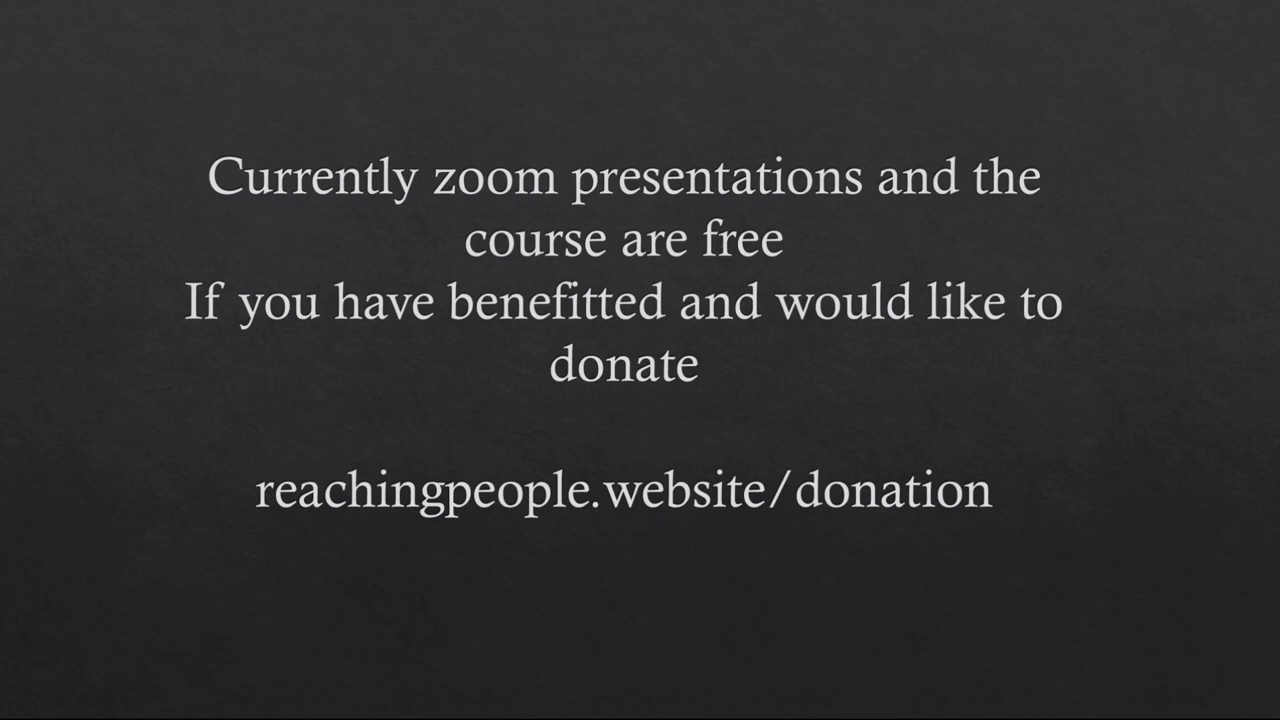 Currently zoom presentations and the
course are free
If you have benefitted and would like to
donate
reachingpeople.website/donation